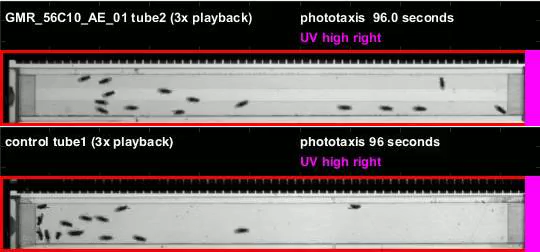 GMR_56C10_AE_01 tube2 (3x playback) phototaxis 96.0 seconds
UV high right
control tube1 (3x playback) phototaxis 96 seconds
UV high right